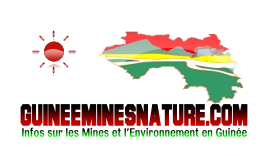 GUINEEMINESNATURE.COM
Infos sur les Mines et l'Environnement en Guinée